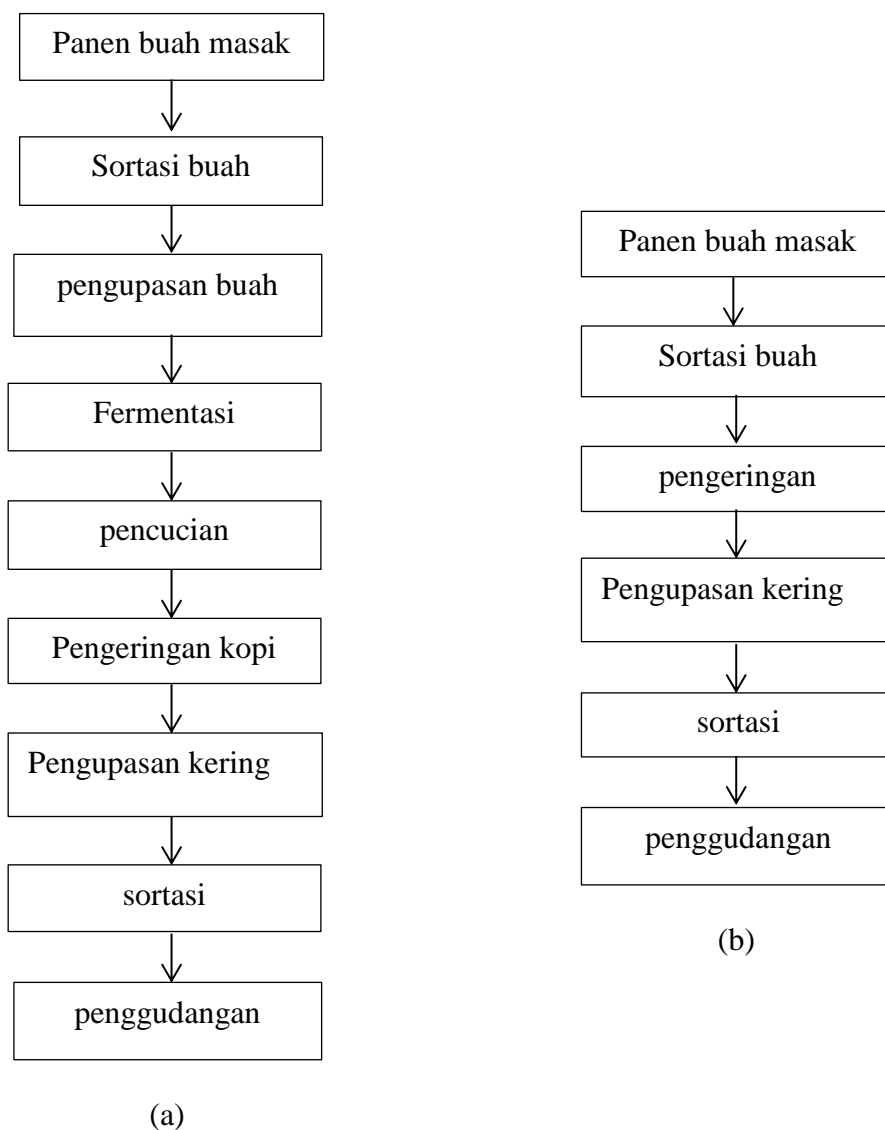 Panen buah masak
Sortasi buah
pengupasan buah
Fermentasi
pencucian
Pengeringan kopi
Pengupasan kering
sortasi
penggudangan
(a)
Panen buah masak
Sortasi buah
pengeringan
Pengupasan kering
sortasi
penggudangan
(b)